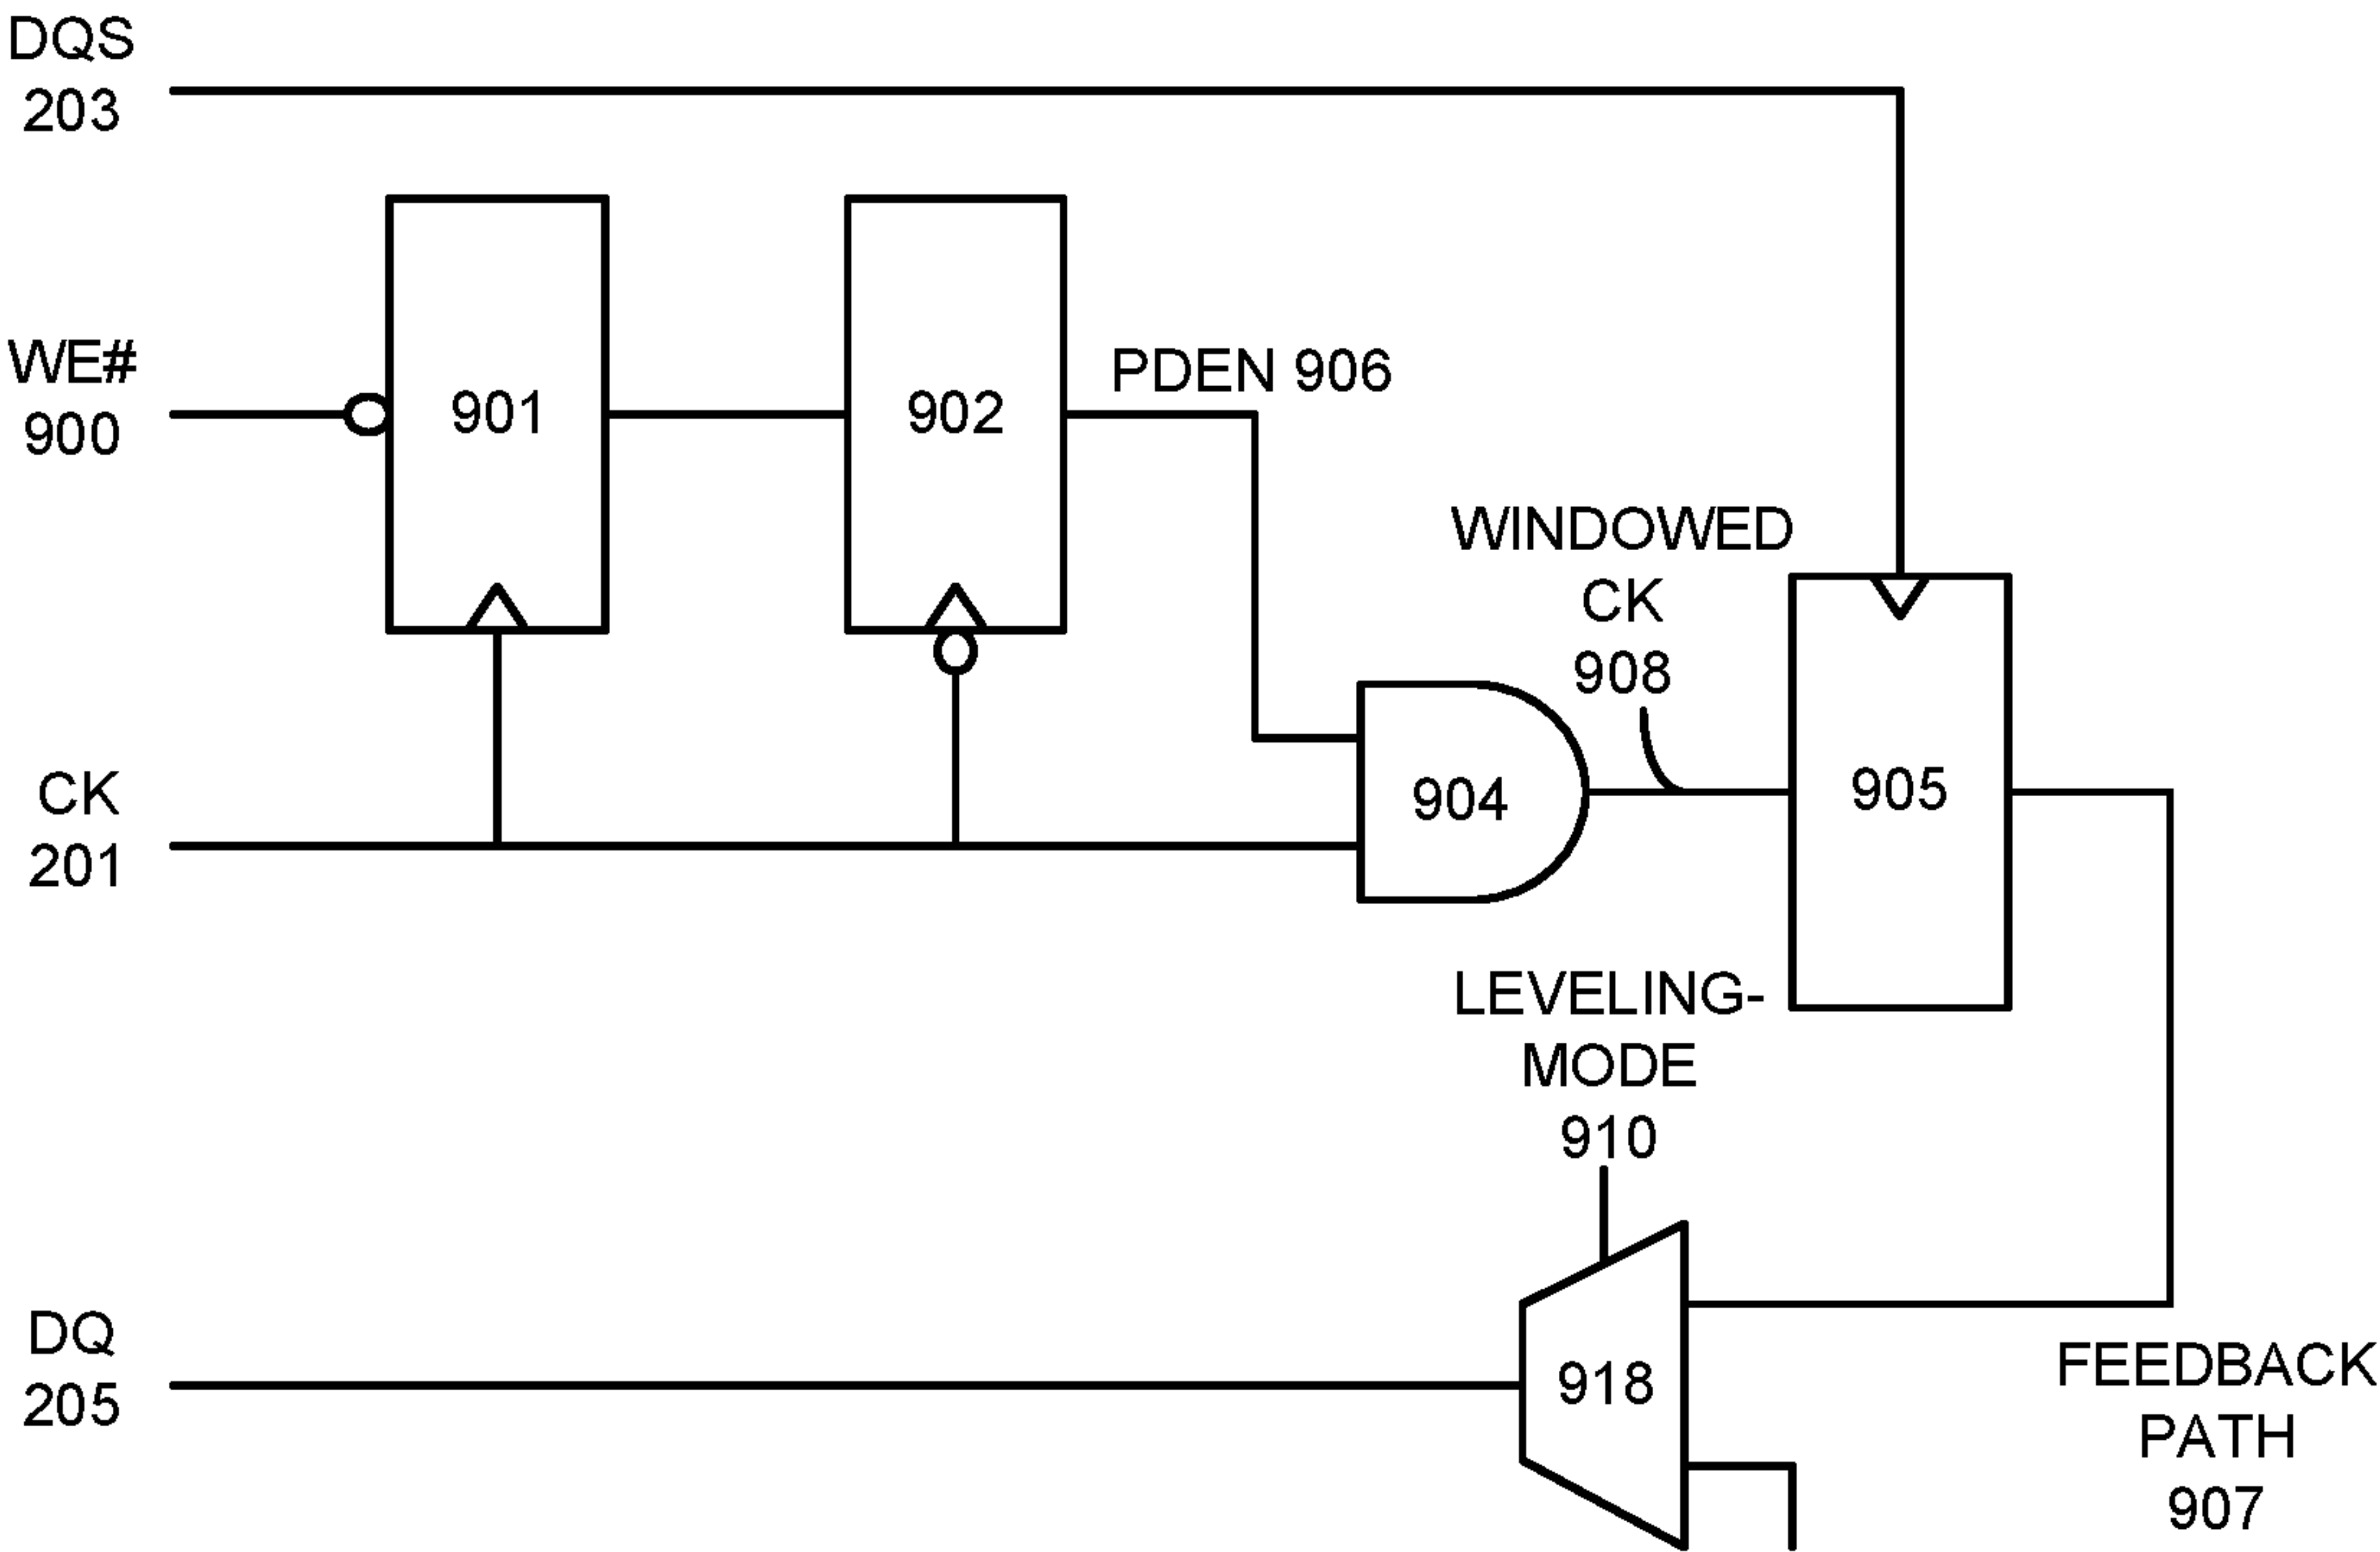 DQS
203
WE#
900
901
902
PDEN 906
WINDOWED
CK
908
CK
201
904
905
LEVELING-
MODE
910
DQ
205
918
FEEDBACK
PATH
907